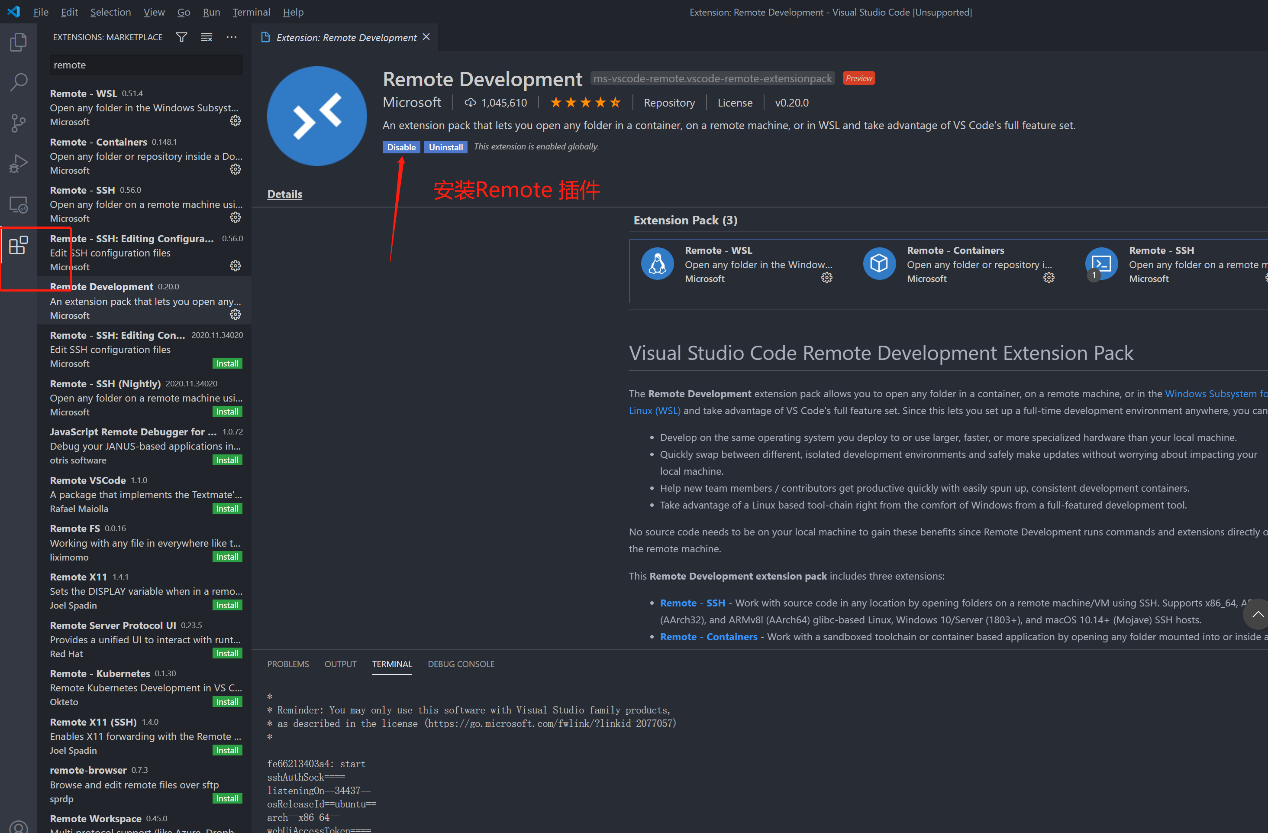 File Edit Selection View Go Run Terminal Help
Extension: Remote Development - Visual Studio Code [Unsupported]
EXTENSIONS: MARKETPLACE
remote
Remote - WSL 0.51.4
Open any folder in the Windows Subsyst...
Microsoft
Remote - Containers 0.148.1
Open any folder or repository inside a Do...
Microsoft
Remote - SSH 0.56.0
Open any folder on a remote machine usi...
Microsoft
Remote - SSH: Editing Configura... 0.56.0
Edit SSH configuration files
Microsoft
Remote Development 0.20.0
An extension pack that lets you open any...
Microsoft
Remote - SSH: Editing Con... 2020.11.34020
Edit SSH configuration files
Microsoft Install
Remote - SSH (Nightly) 2020.11.34020
Open any folder on a remote machine usi...
Microsoft Install
JavaScript Remote Debugger for ... 1.0.72
Debug your JANUS-based applications in...
otris software Install
Remote VSCode 1.1.0
A package that implements the Textmate'...
Rafael Maiolla Install
Remote FS 0.0.16
Working with any file in everywhere like t...
liximomo Install
Remote X11 1.4.1
Sets the DISPLAY variable when in a remo...
Joel Spadin Install
Remote Server Protocol UI 0.23.5
Provides a unified UI to interact with runt...
Red Hat Install
Remote - Kubernetes 0.1.30
Remote Kubernetes Development in VS C...
Okteto Install
Remote X11 (SSH) 1.4.0
Enables X11 forwarding with the Remote ...
Joel Spadin Install
remote-browser 0.7.3
Browse and edit remote files over sftp
sprdp Install
Remote Workspace 0.45.0
Multi protocol support (like Azure, Dropb...
Extension: Remote Development
Remote Development ms-vscode-remote.vscode-remote-extensionpack Preview
Microsoft 1,045,610 Repository License v0.20.0
An extension pack that lets you open any folder in a container, on a remote machine, or in WSL and take advantage of VS Code's full feature set.
Disable Uninstall This extension is enabled globally.
安装Remote 插件
Details
Extension Pack (3)
Remote - WSL
Open any folder in the Window...
Microsoft
Remote - Containers
Open any folder or repository i...
Microsoft
1
Remote - SSH
Open any folder on a remote m
Microsoft
Visual Studio Code Remote Development Extension Pack
The Remote Development extension pack allows you to open any folder in a container, on a remote machine, or in the Windows Subsystem fo
Linux (WSL) and take advantage of VS Code's full feature set. Since this lets you set up a full-time development environment anywhere, you can
• Develop on the same operating system you deploy to or use larger, faster, or more specialized hardware than your local machine.
• Quickly swap between different, isolated development environments and safely make updates without worrying about impacting your
local machine.
• Help new team members / contributors get productive quickly with easily spun up, consistent development containers.
• Take advantage of a Linux based tool-chain right from the comfort of Windows from a full-featured development tool.
No source code needs to be on your local machine to gain these benefits since Remote Development runs commands and extensions directly o
the remote machine.
This Remote Development extension pack includes three extensions:
• Remote - SSH - Work with source code in any location by opening folders on a remote machine/VM using SSH. Supports x86_64, A
(AArch32), and ARMv8l (AArch64) glibc-based Linux, Windows 10/Server (1803+), and macOS 10.14+ (Mojave) SSH hosts.
• Remote - Containers - Work with a sandboxed toolchain or container based application by opening any folder mounted into or inside a
PROBLEMS OUTPUT TERMINAL DEBUG CONSOLE
*
* Reminder: You may only use this software with Visual Studio family products,
* as described in the license (https://go.microsoft.com/fwlink/?linkid=2077057)
*
fe66213403a4: start
sshAuthSock====
listeningOn==34437==
osReleaseId==ubuntu==
arch==x86_64==
webUiAccessToken====